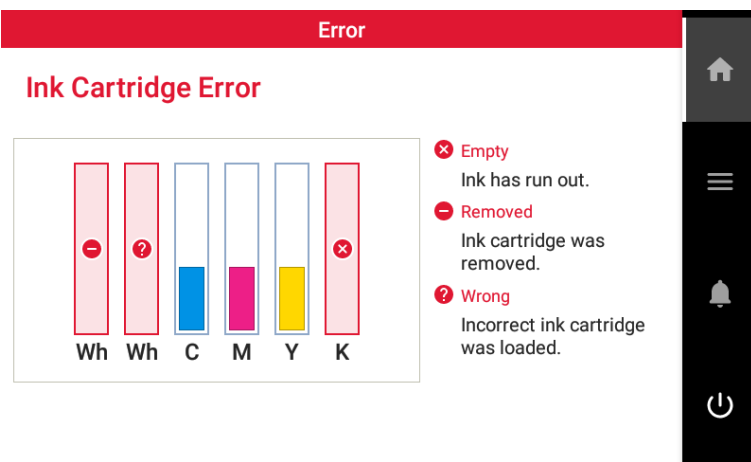 Error
Ink Cartridge Error
Wh Wh C M Y K
Empty
Ink has run out.
Removed
Ink cartridge was
removed.
Wrong
Incorrect ink cartridge
was loaded.